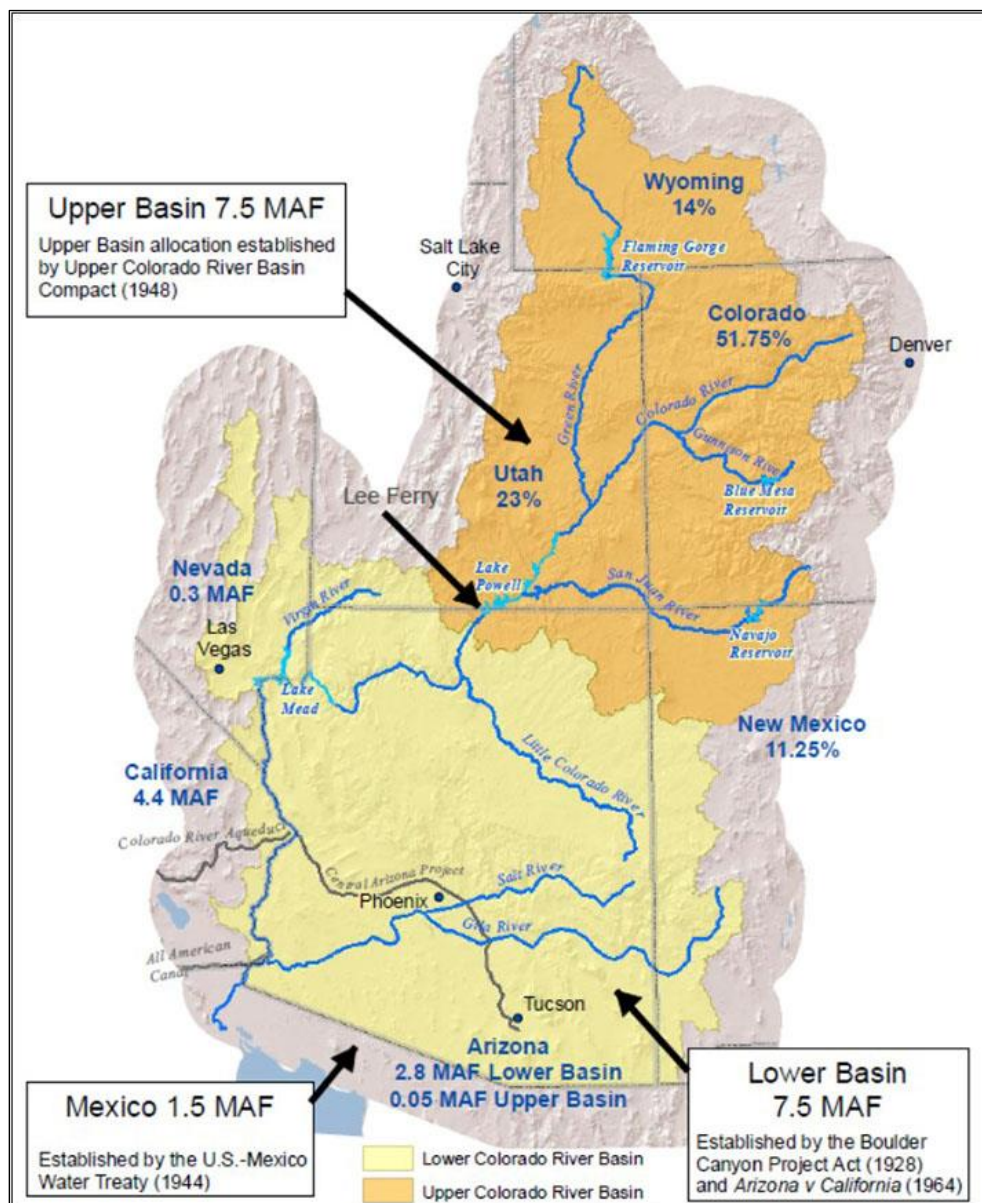 Wyoming
14%
Upper Basin 7.5 MAF
Upper Basin allocation established
by Upper Colorado River Basin
Compact (1948)
Salt Lake
City
Flaming Gorge
Reservoir
Colorado
51.75%
Denver
Green River
Colorado River
Gunnison River
Blue Mesa
Reservoir
Utah
23%
Lee Ferry
Lake
Powell
San Juan River
Navajo
Reservoir
Nevada
0.3 MAF
Virgin River
Las
Vegas
Lake
Mead
New Mexico
11.25%
Little Colorado River
California
4.4 MAF
Colorado River Aqueduct
Central Arizona Project
Salt River
Phoenix
Gila River
All American
Canal
Tucson
Arizona
2.8 MAF Lower Basin
0.05 MAF Upper Basin
Mexico 1.5 MAF
Established by the U.S.-Mexico
Water Treaty (1944)
Lower Basin
7.5 MAF
Established by the Boulder
Canyon Project Act (1928)
and Arizona v California (1964)
Lower Colorado River Basin
Upper Colorado River Basin